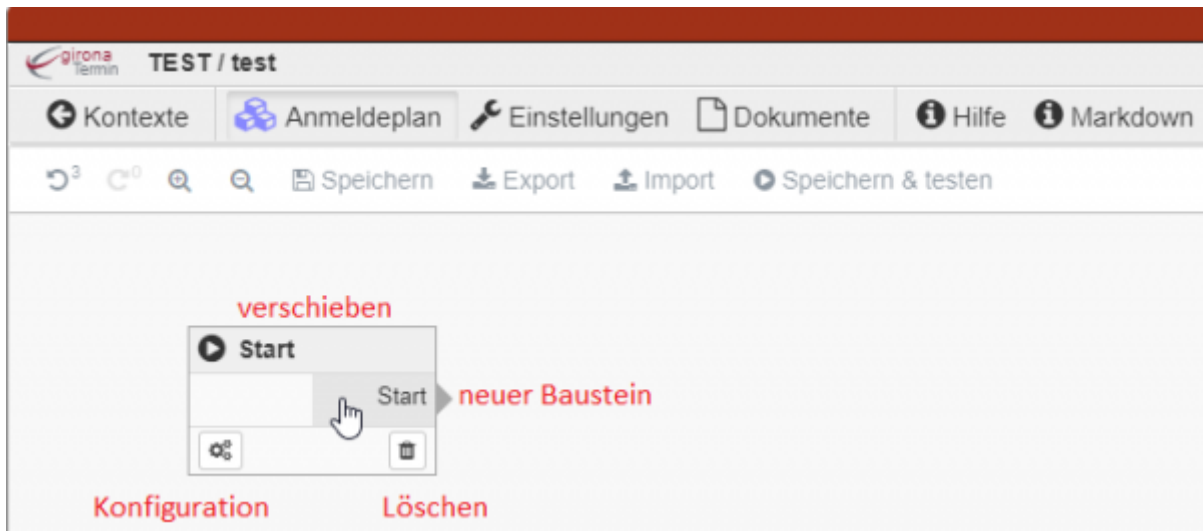 girona
Termin
TEST / test
Kontexte Anmeldeplan Einstellungen Dokumente Hilfe Markdown
3 0 Speichern Export Import Speichern & testen
verschieben
Start
Start neuer Baustein
Konfiguration Löschen